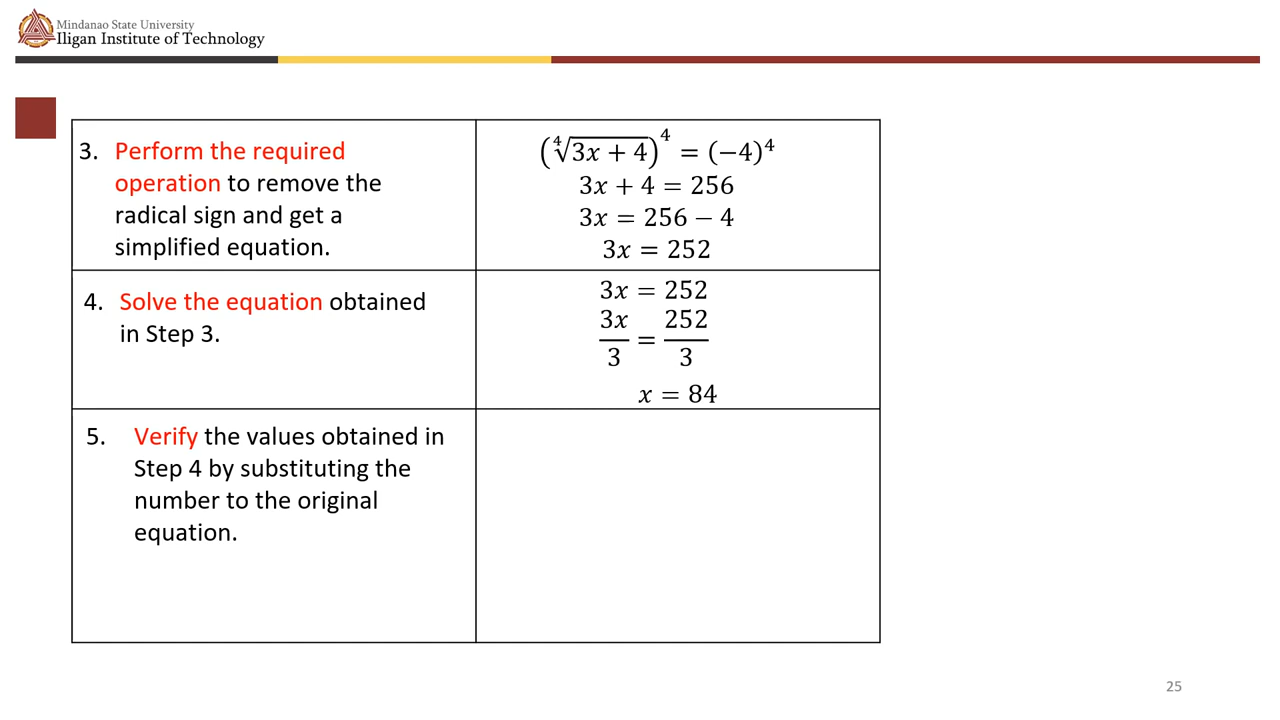 Mindanao State University
Iligan Institute of Technology
3. Perform the required
operation to remove the
radical sign and get a
simplified equation.
(∜(3x + 4))⁴ = (−4)⁴
3x + 4 = 256
3x = 256 − 4
3x = 252
4. Solve the equation obtained
in Step 3.
3x = 252
3x/3 = 252/3
x = 84
5. Verify the values obtained in
Step 4 by substituting the
number to the original
equation.
25